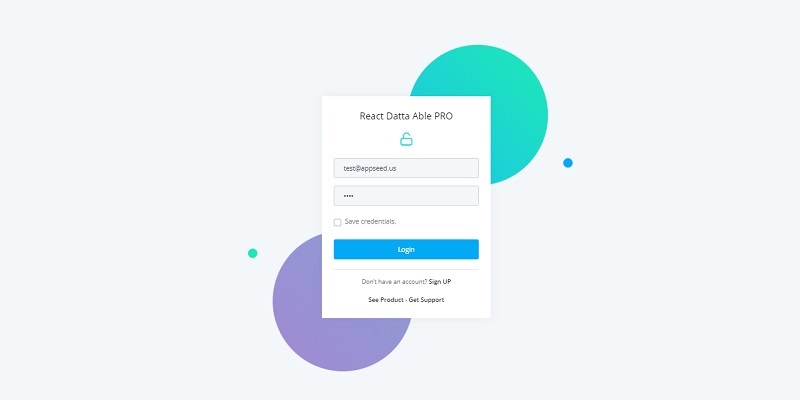 React Datta Able PRO
test@appseed.us
••••
Save credentials.
Login
Don't have an account? Sign UP
See Product - Get Support